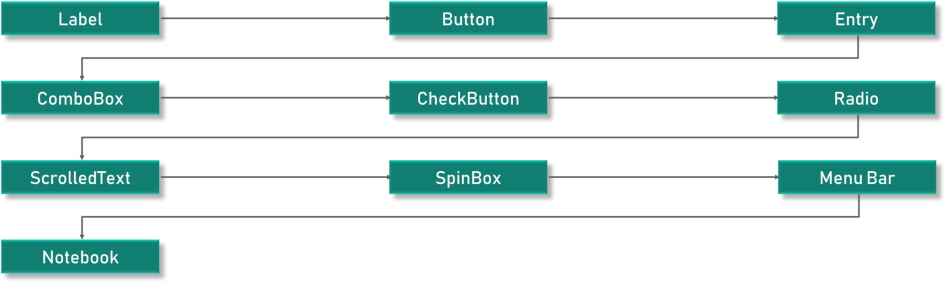 Label
Button
Entry
ComboBox
CheckButton
Radio
ScrolledText
SpinBox
Menu Bar
Notebook